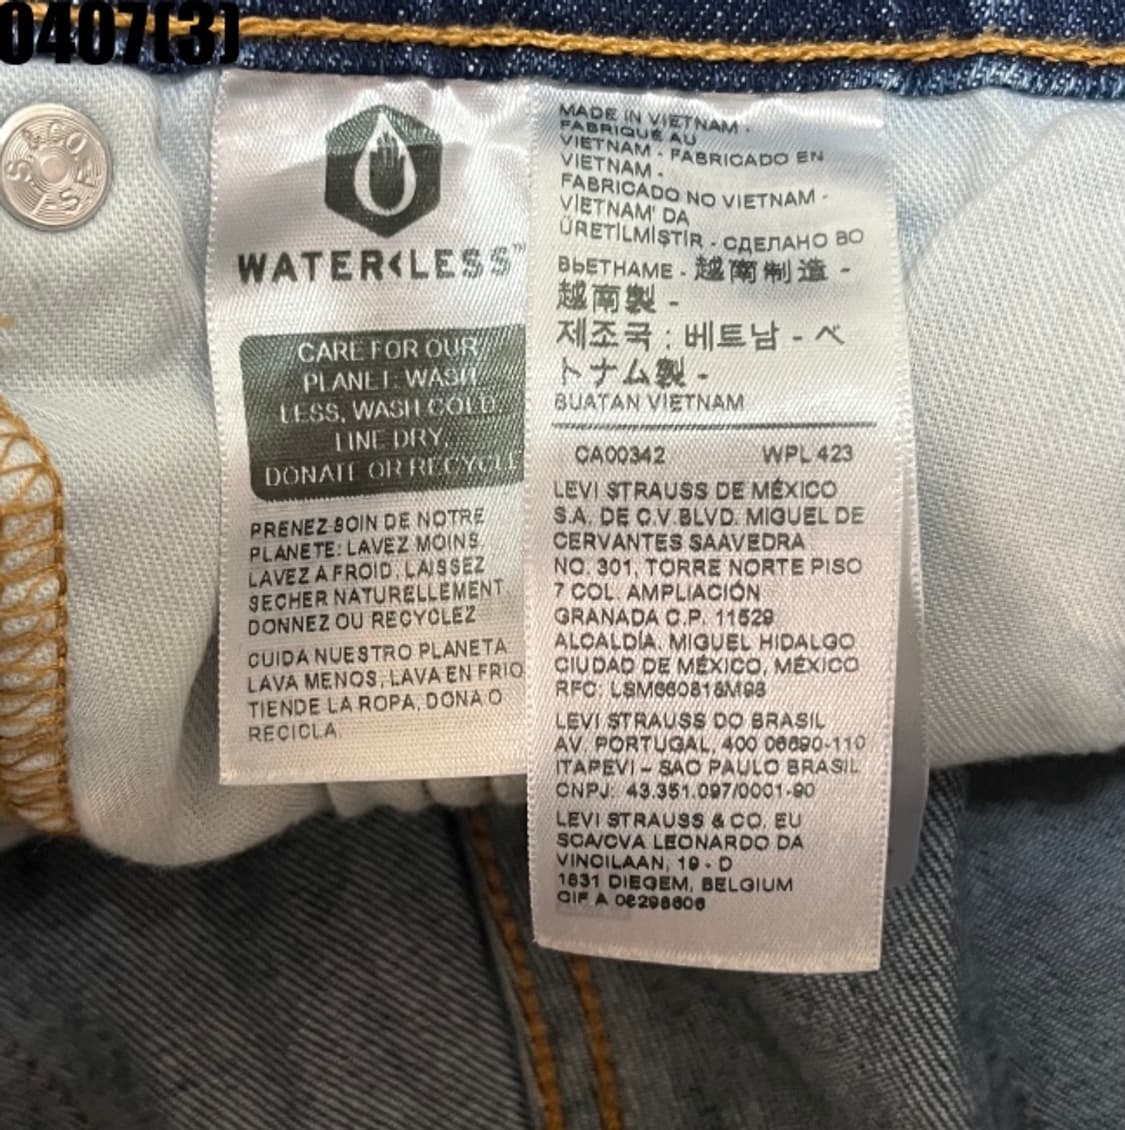 0407(3)
WATER<LESS™
CARE FOR OUR
PLANET: WASH
LESS, WASH COLD,
LINE DRY,
DONATE OR RECYCLE
PRENEZ SOIN DE NOTRE
PLANETE: LAVEZ MOINS,
LAVEZ A FROID, LAISSEZ
SECHER NATURELLEMENT
DONNEZ OU RECYCLEZ
CUIDA NUESTRO PLANETA
LAVA MENOS, LAVA EN FRIO
TIENDE LA ROPA, DONA O
RECICLA.
MADE IN VIETNAM -
FABRIQUÉ AU
VIETNAM - FABRICADO EN
VIETNAM -
FABRICADO NO VIETNAM -
VIETNAM' DA
ÜRETİLMİSTİR - СДЕЛАНО ВО
ВЬЕТНАМЕ - 越南制造 -
越南製 -
제조국 : 베트남 - ベ
トナム製 -
BUATAN VIETNAM
CA00342 WPL 423
LEVI STRAUSS DE MÉXICO
S.A. DE C.V.BLVD. MIGUEL DE
CERVANTES SAAVEDRA
NO. 301, TORRE NORTE PISO
7 COL. AMPLIACIÓN
GRANADA C.P. 11529
ALCALDÍA. MIGUEL HIDALGO
CIUDAD DE MÉXICO, MÉXICO
RFC: LSM660818M98
LEVI STRAUSS DO BRASIL
AV. PORTUGAL, 400 06690-110
ITAPEVI – SAO PAULO BRASIL
CNPJ: 43.351.097/0001-90
LEVI STRAUSS & CO. EU
SCA/CVA LEONARDO DA
VINCILAAN, 19 - D
1831 DIEGEM, BELGIUM
CIF A 08298606